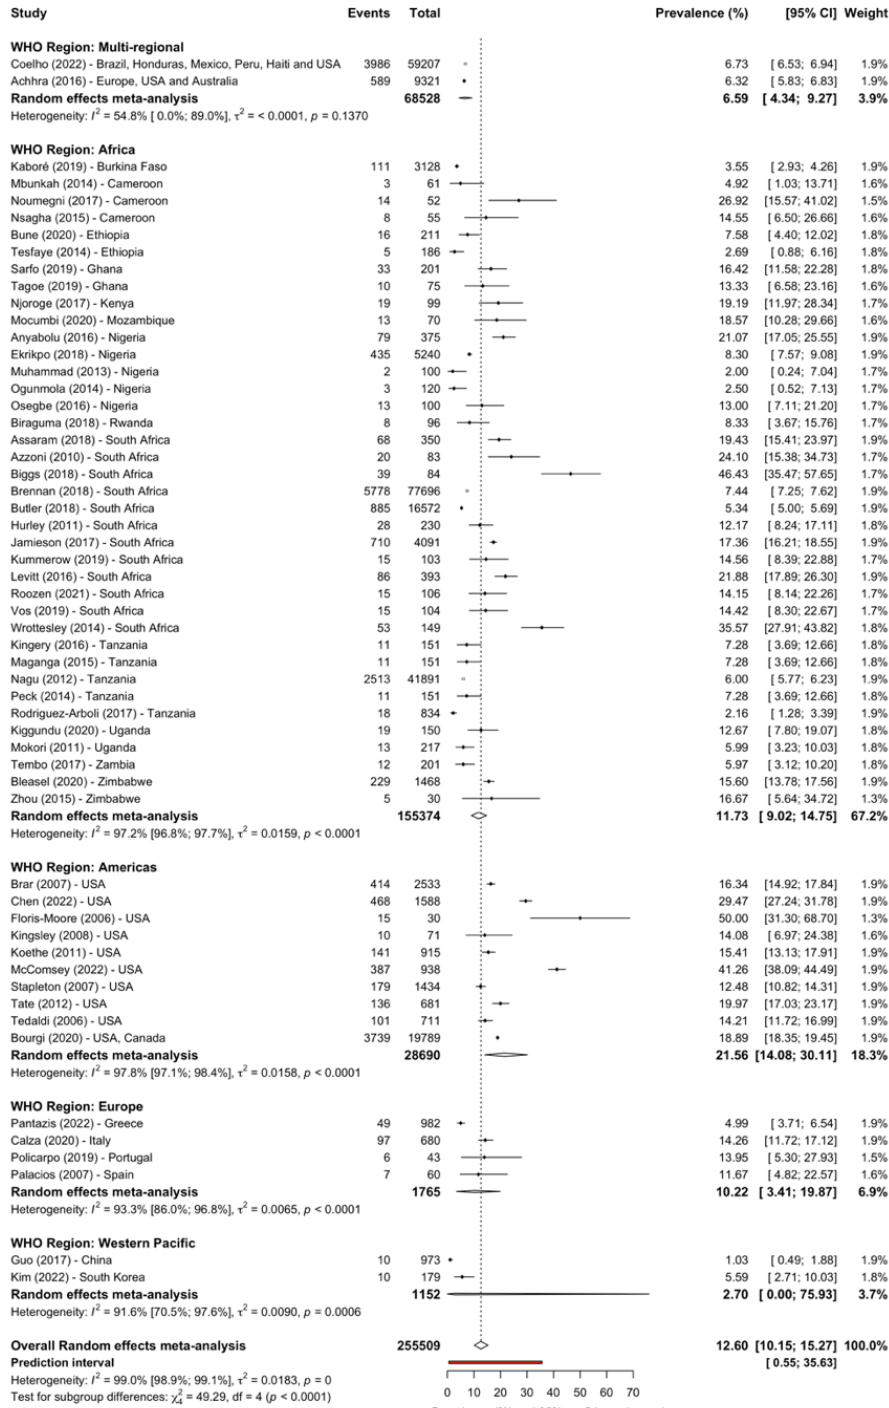 Study Events Total Prevalence (%) [95% CI] Weight
WHO Region: Multi-regional
Coelho (2022) - Brazil, Honduras, Mexico, Peru, Haiti and USA 3986 59207 6.73 [ 6.53; 6.94] 1.9%
Achhra (2016) - Europe, USA and Australia 589 9321 6.32 [ 5.83; 6.83] 1.9%
Random effects meta-analysis 68528 6.59 [ 4.34; 9.27] 3.9%
Heterogeneity: I² = 54.8% [ 0.0%; 89.0%], τ² = < 0.0001, p = 0.1370
WHO Region: Africa
Kaboré (2019) - Burkina Faso 111 3128 3.55 [ 2.93; 4.26] 1.9%
Mbunkah (2014) - Cameroon 3 61 4.92 [ 1.03; 13.71] 1.6%
Noumegni (2017) - Cameroon 14 52 26.92 [15.57; 41.02] 1.5%
Nsagha (2015) - Cameroon 8 55 14.55 [ 6.50; 26.66] 1.6%
Bune (2020) - Ethiopia 16 211 7.58 [ 4.40; 12.02] 1.8%
Tesfaye (2014) - Ethiopia 5 186 2.69 [ 0.88; 6.16] 1.8%
Sarfo (2019) - Ghana 33 201 16.42 [11.58; 22.28] 1.8%
Tagoe (2019) - Ghana 10 75 13.33 [ 6.58; 23.16] 1.6%
Njoroge (2017) - Kenya 19 99 19.19 [11.97; 28.34] 1.7%
Mocumbi (2020) - Mozambique 13 70 18.57 [10.28; 29.66] 1.6%
Anyabolu (2016) - Nigeria 79 375 21.07 [17.05; 25.55] 1.9%
Ekrikpo (2018) - Nigeria 435 5240 8.30 [ 7.57; 9.08] 1.9%
Muhammad (2013) - Nigeria 2 100 2.00 [ 0.24; 7.04] 1.7%
Ogunmola (2014) - Nigeria 3 120 2.50 [ 0.52; 7.13] 1.7%
Osegbe (2016) - Nigeria 13 100 13.00 [ 7.11; 21.20] 1.7%
Biraguma (2018) - Rwanda 8 96 8.33 [ 3.67; 15.76] 1.7%
Assaram (2018) - South Africa 68 350 19.43 [15.41; 23.97] 1.9%
Azzoni (2010) - South Africa 20 83 24.10 [15.38; 34.73] 1.7%
Biggs (2018) - South Africa 39 84 46.43 [35.47; 57.65] 1.7%
Brennan (2018) - South Africa 5778 77696 7.44 [ 7.25; 7.62] 1.9%
Butler (2018) - South Africa 885 16572 5.34 [ 5.00; 5.69] 1.9%
Hurley (2011) - South Africa 28 230 12.17 [ 8.24; 17.11] 1.8%
Jamieson (2017) - South Africa 710 4091 17.36 [16.21; 18.55] 1.9%
Kummerow (2019) - South Africa 15 103 14.56 [ 8.39; 22.88] 1.7%
Levitt (2016) - South Africa 86 393 21.88 [17.89; 26.30] 1.9%
Roozen (2021) - South Africa 15 106 14.15 [ 8.14; 22.26] 1.7%
Vos (2019) - South Africa 15 104 14.42 [ 8.30; 22.67] 1.7%
Wrottesley (2014) - South Africa 53 149 35.57 [27.91; 43.82] 1.8%
Kingery (2016) - Tanzania 11 151 7.28 [ 3.69; 12.66] 1.8%
Maganga (2015) - Tanzania 11 151 7.28 [ 3.69; 12.66] 1.8%
Nagu (2012) - Tanzania 2513 41891 6.00 [ 5.77; 6.23] 1.9%
Peck (2014) - Tanzania 11 151 7.28 [ 3.69; 12.66] 1.8%
Rodriguez-Arboli (2017) - Tanzania 18 834 2.16 [ 1.28; 3.39] 1.9%
Kiggundu (2020) - Uganda 19 150 12.67 [ 7.80; 19.07] 1.8%
Mokori (2011) - Uganda 13 217 5.99 [ 3.23; 10.03] 1.8%
Tembo (2017) - Zambia 12 201 5.97 [ 3.12; 10.20] 1.8%
Bleasel (2020) - Zimbabwe 229 1468 15.60 [13.78; 17.56] 1.9%
Zhou (2015) - Zimbabwe 5 30 16.67 [ 5.64; 34.72] 1.3%
Random effects meta-analysis 155374 11.73 [ 9.02; 14.75] 67.2%
Heterogeneity: I² = 97.2% [96.8%; 97.7%], τ² = 0.0159, p < 0.0001
WHO Region: Americas
Brar (2007) - USA 414 2533 16.34 [14.92; 17.84] 1.9%
Chen (2022) - USA 468 1588 29.47 [27.24; 31.78] 1.9%
Floris-Moore (2006) - USA 15 30 50.00 [31.30; 68.70] 1.3%
Kingsley (2008) - USA 10 71 14.08 [ 6.97; 24.38] 1.6%
Koethe (2011) - USA 141 915 15.41 [13.13; 17.91] 1.9%
McComsey (2022) - USA 387 938 41.26 [38.09; 44.49] 1.9%
Stapleton (2007) - USA 179 1434 12.48 [10.82; 14.31] 1.9%
Tate (2012) - USA 136 681 19.97 [17.03; 23.17] 1.9%
Tedaldi (2006) - USA 101 711 14.21 [11.72; 16.99] 1.9%
Bourgi (2020) - USA, Canada 3739 19789 18.89 [18.35; 19.45] 1.9%
Random effects meta-analysis 28690 21.56 [14.08; 30.11] 18.3%
Heterogeneity: I² = 97.8% [97.1%; 98.4%], τ² = 0.0158, p < 0.0001
WHO Region: Europe
Pantazis (2022) - Greece 49 982 4.99 [ 3.71; 6.54] 1.9%
Calza (2020) - Italy 97 680 14.26 [11.72; 17.12] 1.9%
Policarpo (2019) - Portugal 6 43 13.95 [ 5.30; 27.93] 1.5%
Palacios (2007) - Spain 7 60 11.67 [ 4.82; 22.57] 1.6%
Random effects meta-analysis 1765 10.22 [ 3.41; 19.87] 6.9%
Heterogeneity: I² = 93.3% [86.0%; 96.8%], τ² = 0.0065, p < 0.0001
WHO Region: Western Pacific
Guo (2017) - China 10 973 1.03 [ 0.49; 1.88] 1.9%
Kim (2022) - South Korea 10 179 5.59 [ 2.71; 10.03] 1.8%
Random effects meta-analysis 1152 2.70 [ 0.00; 75.93] 3.7%
Heterogeneity: I² = 91.6% [70.5%; 97.6%], τ² = 0.0090, p = 0.0006
Overall Random effects meta-analysis 255509 12.60 [10.15; 15.27] 100.0%
Prediction interval [ 0.55; 35.63]
Heterogeneity: I² = 99.0% [98.9%; 99.1%], τ² = 0.0183, p = 0
Test for subgroup differences: χ²₄ = 49.29, df = 4 (p < 0.0001)
0 10 20 30 40 50 60 70